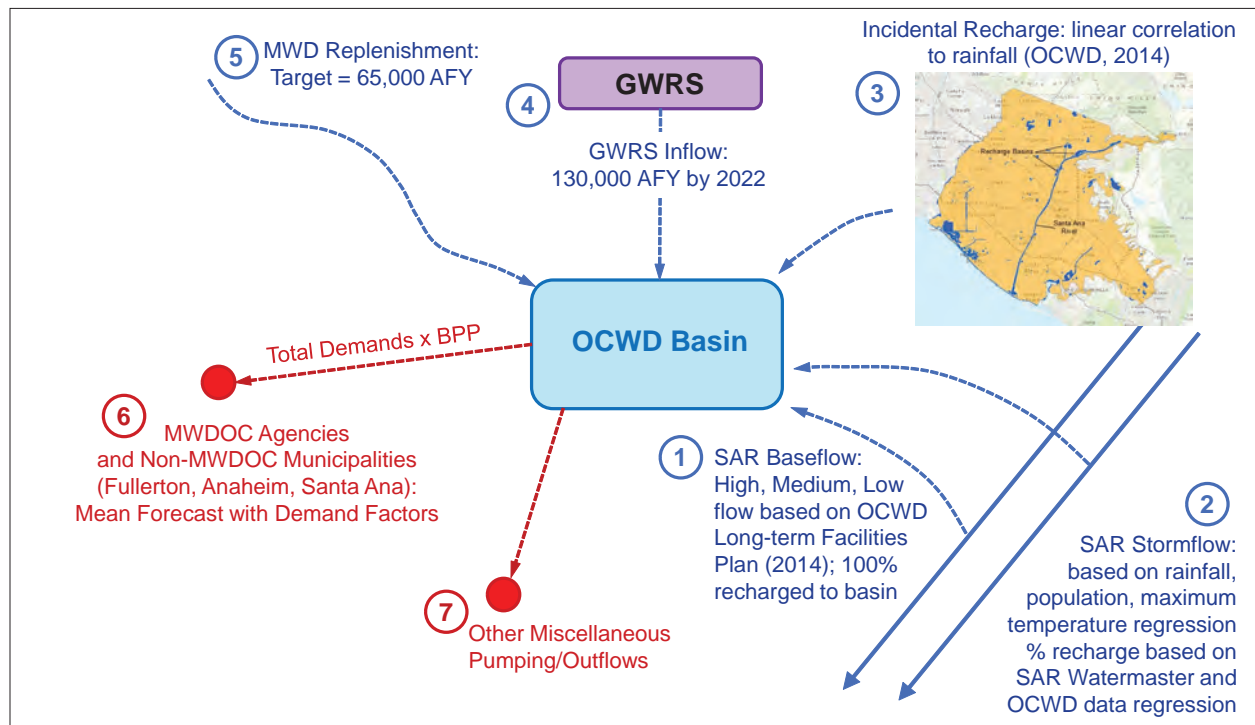 5
MWD Replenishment:
Target = 65,000 AFY
4
GWRS
GWRS Inflow:
130,000 AFY by 2022
Incidental Recharge: linear correlation
to rainfall (OCWD, 2014)
3
Recharge Basins
Santa Ana
River
OCWD Basin
Total Demands x BPP
6
MWDOC Agencies
and Non-MWDOC Municipalities
(Fullerton, Anaheim, Santa Ana):
Mean Forecast with Demand Factors
7
Other Miscellaneous
Pumping/Outflows
1
SAR Baseflow:
High, Medium, Low
flow based on OCWD
Long-term Facilities
Plan (2014); 100%
recharged to basin
2
SAR Stormflow:
based on rainfall,
population, maximum
temperature regression
% recharge based on
SAR Watermaster and
OCWD data regression